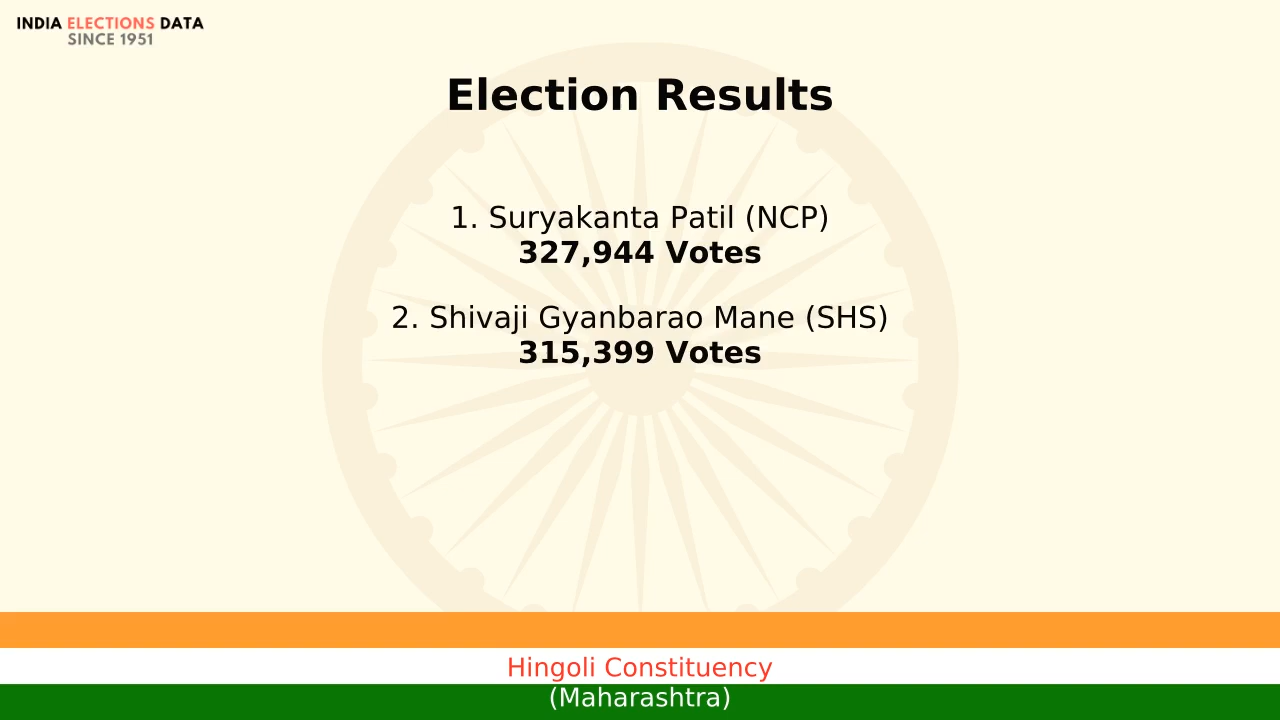 INDIA ELECTIONS DATA
SINCE 1951
Election Results
1. Suryakanta Patil (NCP)
327,944 Votes
2. Shivaji Gyanbarao Mane (SHS)
315,399 Votes
Hingoli Constituency
(Maharashtra)